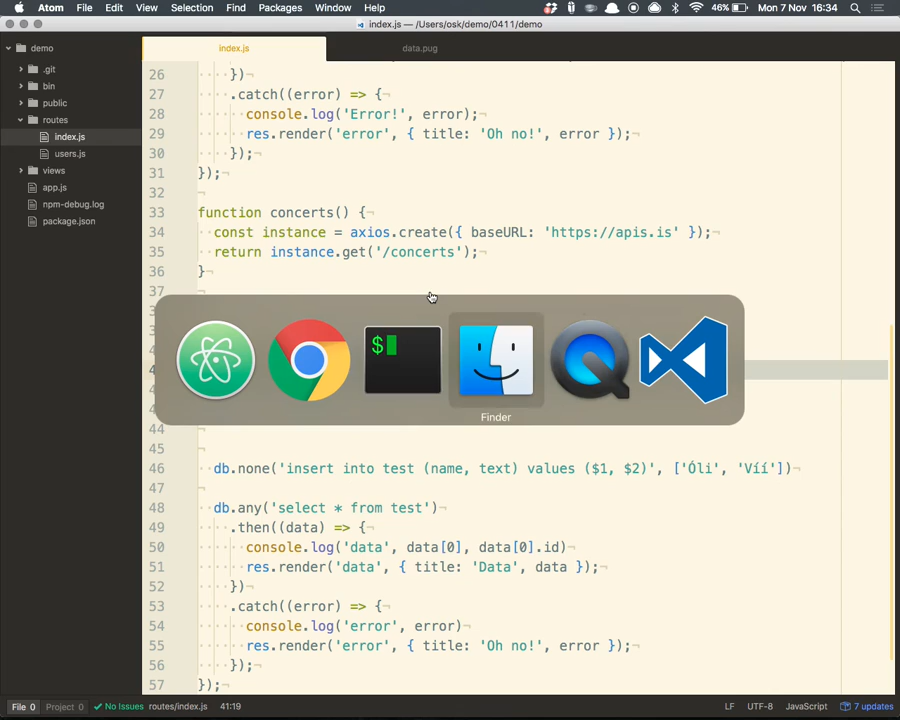 Atom File Edit View Selection Find Packages Window Help 46% Mon 7 Nov 16:34
index.js — /Users/osk/demo/0411/demo
demo
.git
bin
public
routes
index.js
users.js
views
app.js
npm-debug.log
package.json
index.js data.pug
26 ····})¬
27 ····.catch((error) => {¬
28 ······console.log('Error!', error);¬
29 ······res.render('error', { title: 'Oh no!', error });¬
30 ····});¬
31 });¬
32 ¬
33 function concerts() {¬
34 ··const instance = axios.create({ baseURL: 'https://apis.is' });¬
35 ··return instance.get('/concerts');¬
36 }¬
37 ¬
$
Finder
44
45 ¬
46 ··db.none('insert into test (name, text) values ($1, $2)', ['Óli', 'Víí'])¬
47 ¬
48 ··db.any('select * from test')¬
49 ····.then((data) => {¬
50 ······console.log('data', data[0], data[0].id)¬
51 ······res.render('data', { title: 'Data', data });¬
52 ····})¬
53 ····.catch((error) => {¬
54 ······console.log('error', error)¬
55 ······res.render('error', { title: 'Oh no!', error });¬
56 ····});¬
57 });¬
File 0 Project 0 No Issues routes/index.js 41:19 LF UTF-8 JavaScript 7 updates